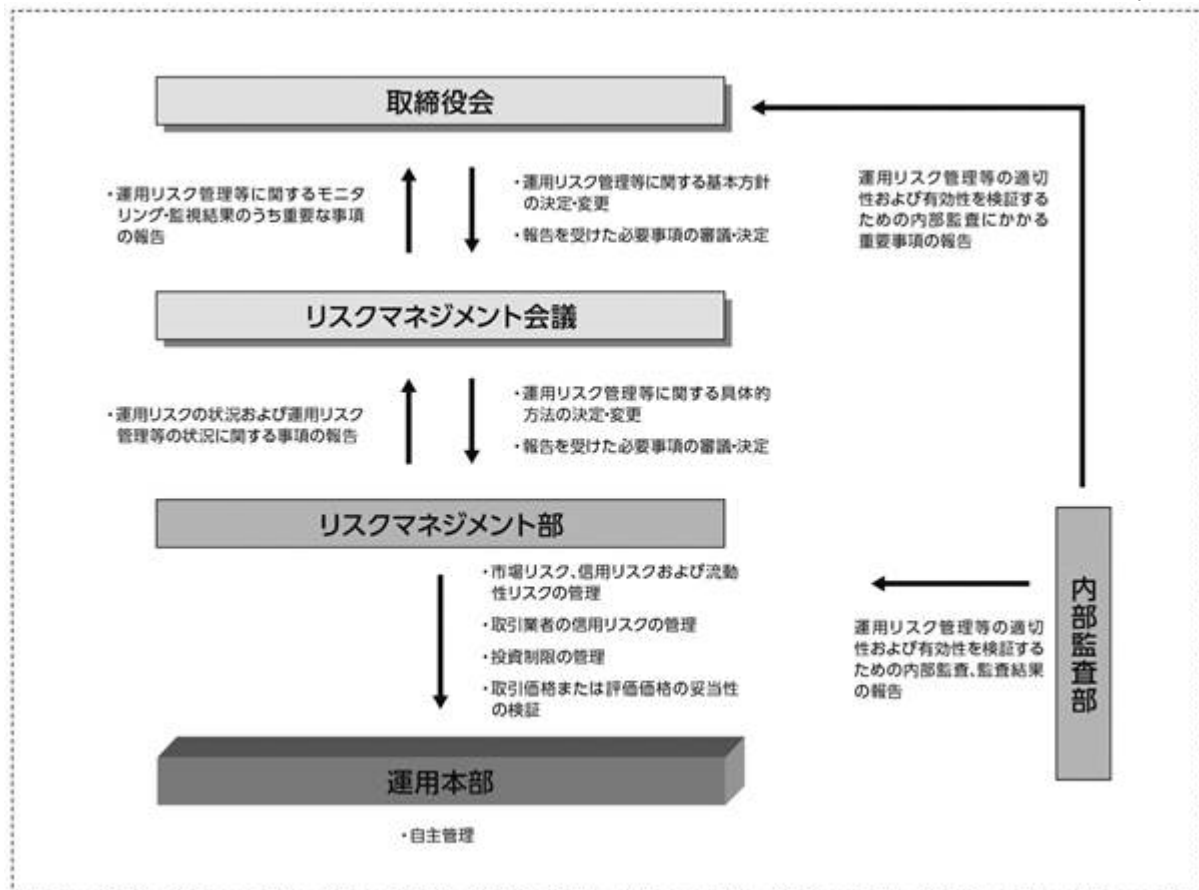 取締役会
・運用リスク管理等に関するモニタ
リング・監視結果のうち重要な事項
の報告
・運用リスク管理等に関する基本方針
の決定・変更
・報告を受けた必要事項の審議・決定
運用リスク管理等の適切
性および有効性を検証す
るための内部監査にかかる
重要事項の報告
リスクマネジメント会議
・運用リスクの状況および運用リスク
管理等の状況に関する事項の報告
・運用リスク管理等に関する具体的
方法の決定・変更
・報告を受けた必要事項の審議・決定
リスクマネジメント部
・市場リスク、信用リスクおよび流動
性リスクの管理
・取引業者の信用リスクの管理
・投資制限の管理
・取引価格または評価価格の妥当性
の検証
運用リスク管理等の適切
性および有効性を検証する
ための内部監査、監査結果
の報告
内部監査部
運用本部
・自主管理